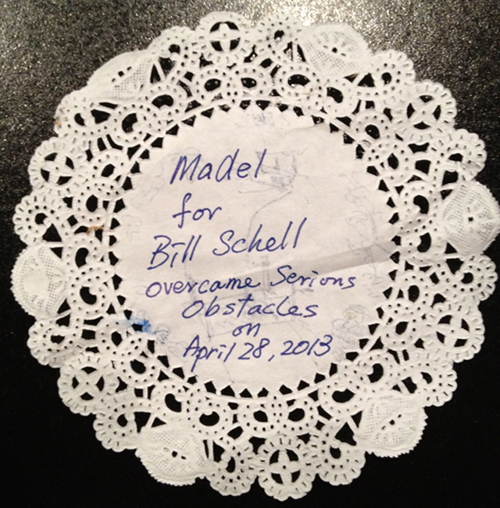 Madel
for
Bill Schell
overcame Serions
Obstacles
on
April 28, 2013